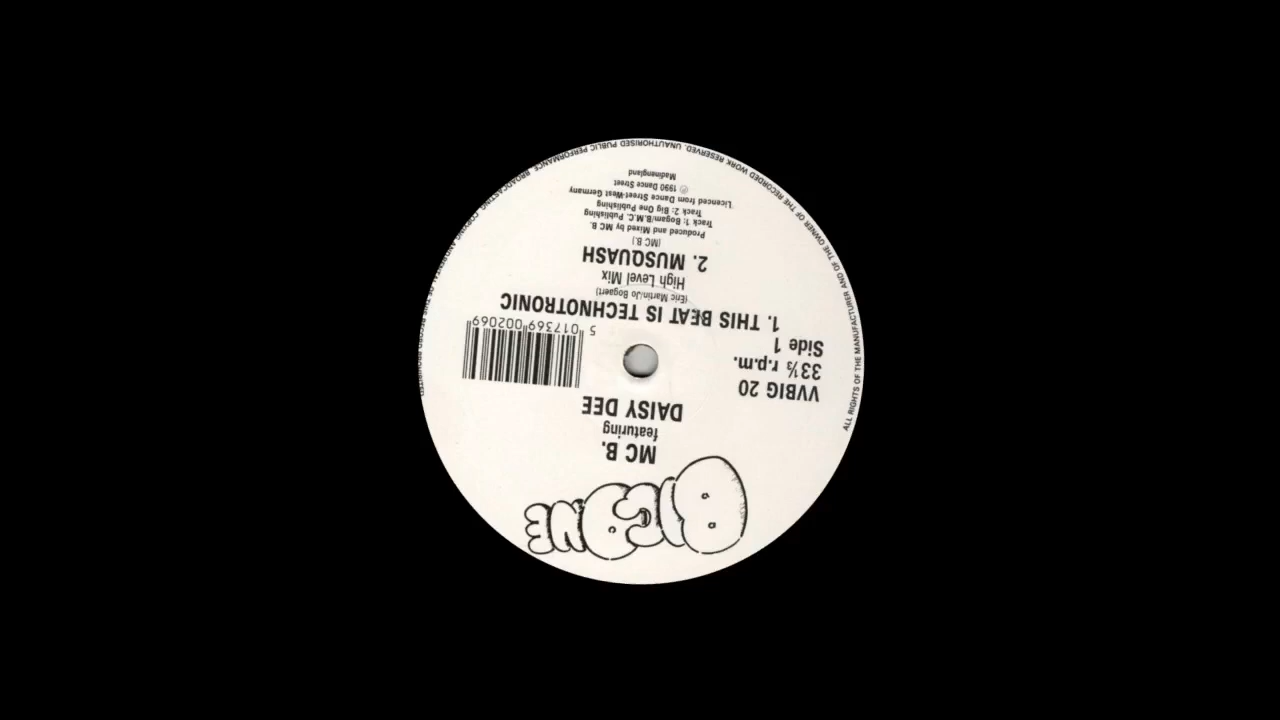 BIG ONE
MC B.
featuring
DAISY DEE
VVBIG 20
33⅓ r.p.m.
Side 1
5 017369 002069
1. THIS BEAT IS TECHNOTRONIC
(Eric Martin/Jo Bogaert)
High Level Mix
2. MUSQUASH
(MC B.)
Produced and Mixed by MC B.
Track 1: Bogam/B.M.C. Publishing
Track 2: Big One Publishing
Licenced from Dance Street-West Germany
℗ 1990 Dance Street
Madinengland
ALL RIGHTS OF THE MANUFACTURER AND OF THE OWNER OF THE RECORDED WORK RESERVED. UNAUTHORISED PUBLIC PERFORMANCE, BROADCASTING, COPYING